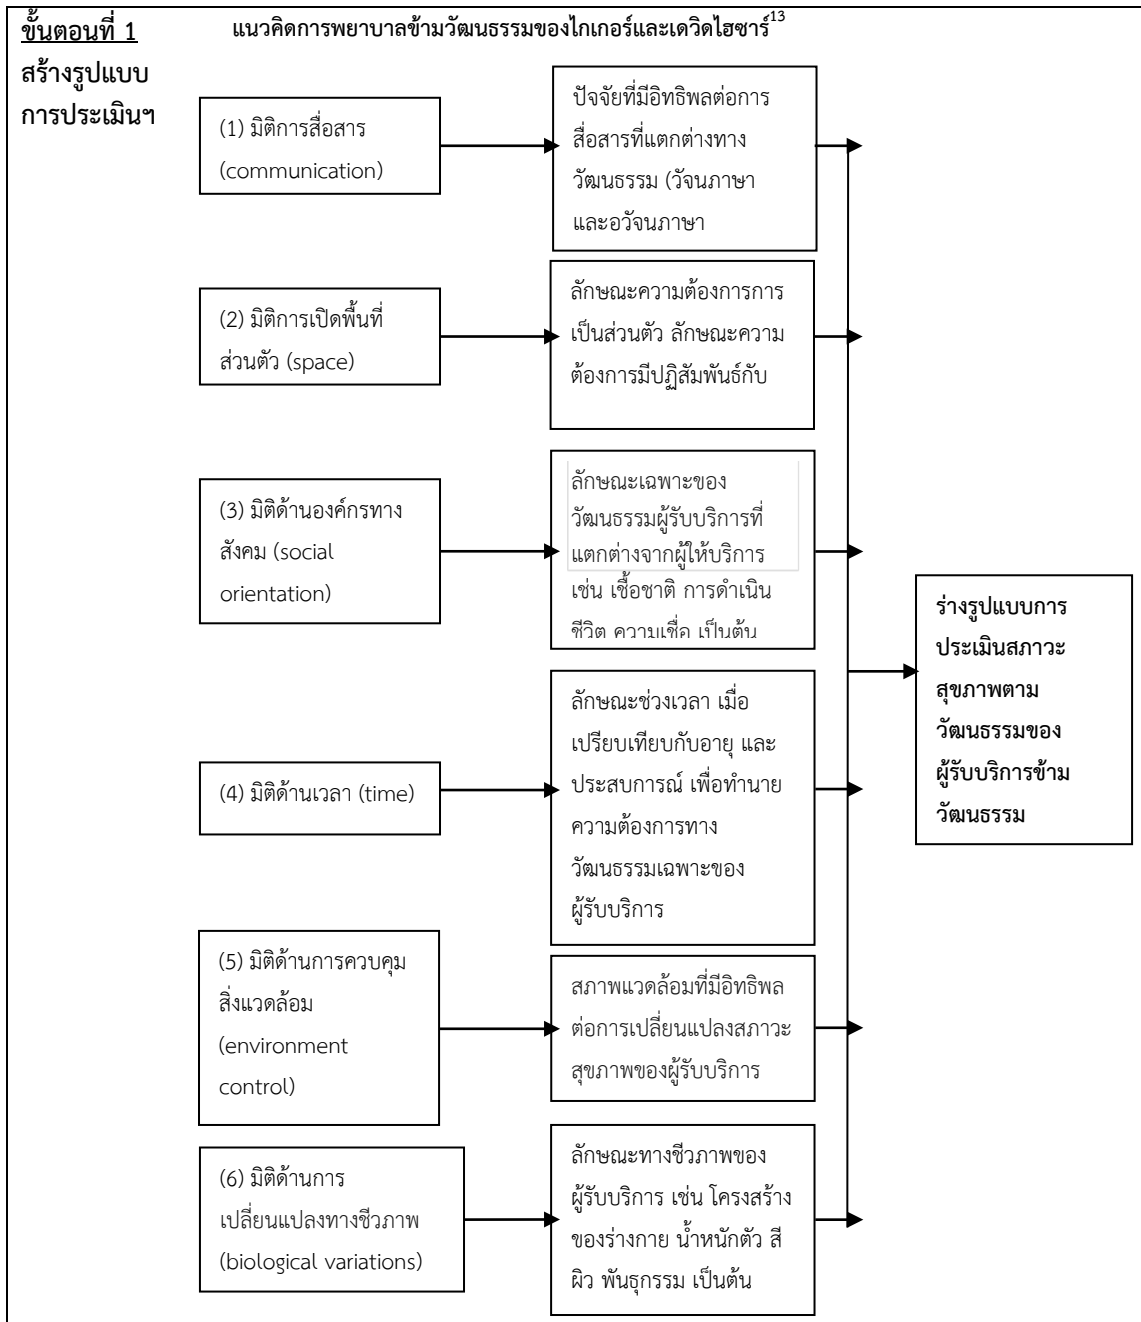 ขั้นตอนที่ 1
สร้างรูปแบบ
การประเมินฯ
แนวคิดการพยาบาลข้ามวัฒนธรรมของไกเกอร์และเดวิดไฮซาร์13
(1) มิติการสื่อสาร
(communication)
ปัจจัยที่มีอิทธิพลต่อการ
สื่อสารที่แตกต่างทาง
วัฒนธรรม (วัจนภาษา
และอวัจนภาษา
(2) มิติการเปิดพื้นที่
ส่วนตัว (space)
ลักษณะความต้องการการ
เป็นส่วนตัว ลักษณะความ
ต้องการมีปฏิสัมพันธ์กับ
(3) มิติด้านองค์กรทาง
สังคม (social
orientation)
ลักษณะเฉพาะของ
วัฒนธรรมผู้รับบริการที่
แตกต่างจากผู้ให้บริการ
เช่น เชื้อชาติ การดำเนิน
ชีวิต ความเชื่อ เป็นต้น
(4) มิติด้านเวลา (time)
ลักษณะช่วงเวลา เมื่อ
เปรียบเทียบกับอายุ และ
ประสบการณ์ เพื่อทำนาย
ความต้องการทาง
วัฒนธรรมเฉพาะของ
ผู้รับบริการ
(5) มิติด้านการควบคุม
สิ่งแวดล้อม
(environment
control)
สภาพแวดล้อมที่มีอิทธิพล
ต่อการเปลี่ยนแปลงสภาวะ
สุขภาพของผู้รับบริการ
(6) มิติด้านการ
เปลี่ยนแปลงทางชีวภาพ
(biological variations)
ลักษณะทางชีวภาพของ
ผู้รับบริการ เช่น โครงสร้าง
ของร่างกาย น้ำหนักตัว สี
ผิว พันธุกรรม เป็นต้น
ร่างรูปแบบการ
ประเมินสภาวะ
สุขภาพตาม
วัฒนธรรมของ
ผู้รับบริการข้าม
วัฒนธรรม